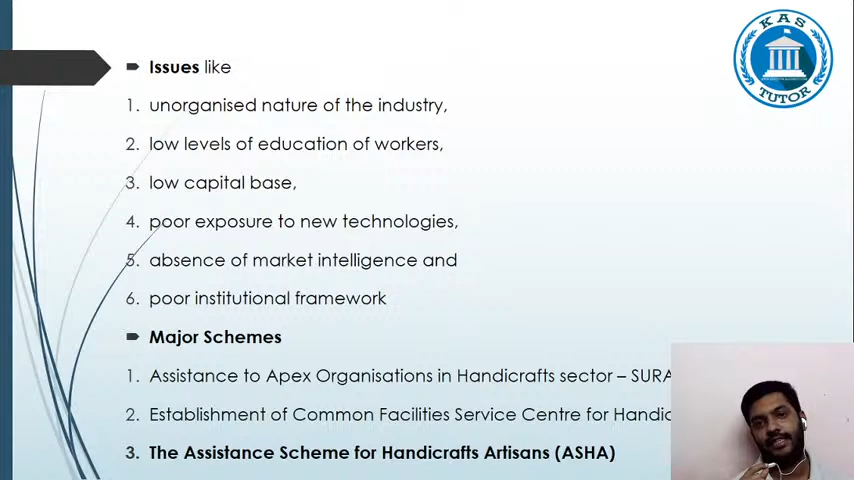 KAS
TUTOR
Issues like
1. unorganised nature of the industry,
2. low levels of education of workers,
3. low capital base,
4. poor exposure to new technologies,
5. absence of market intelligence and
6. poor institutional framework
Major Schemes
1. Assistance to Apex Organisations in Handicrafts sector – SURA
2. Establishment of Common Facilities Service Centre for Handic
3. The Assistance Scheme for Handicrafts Artisans (ASHA)